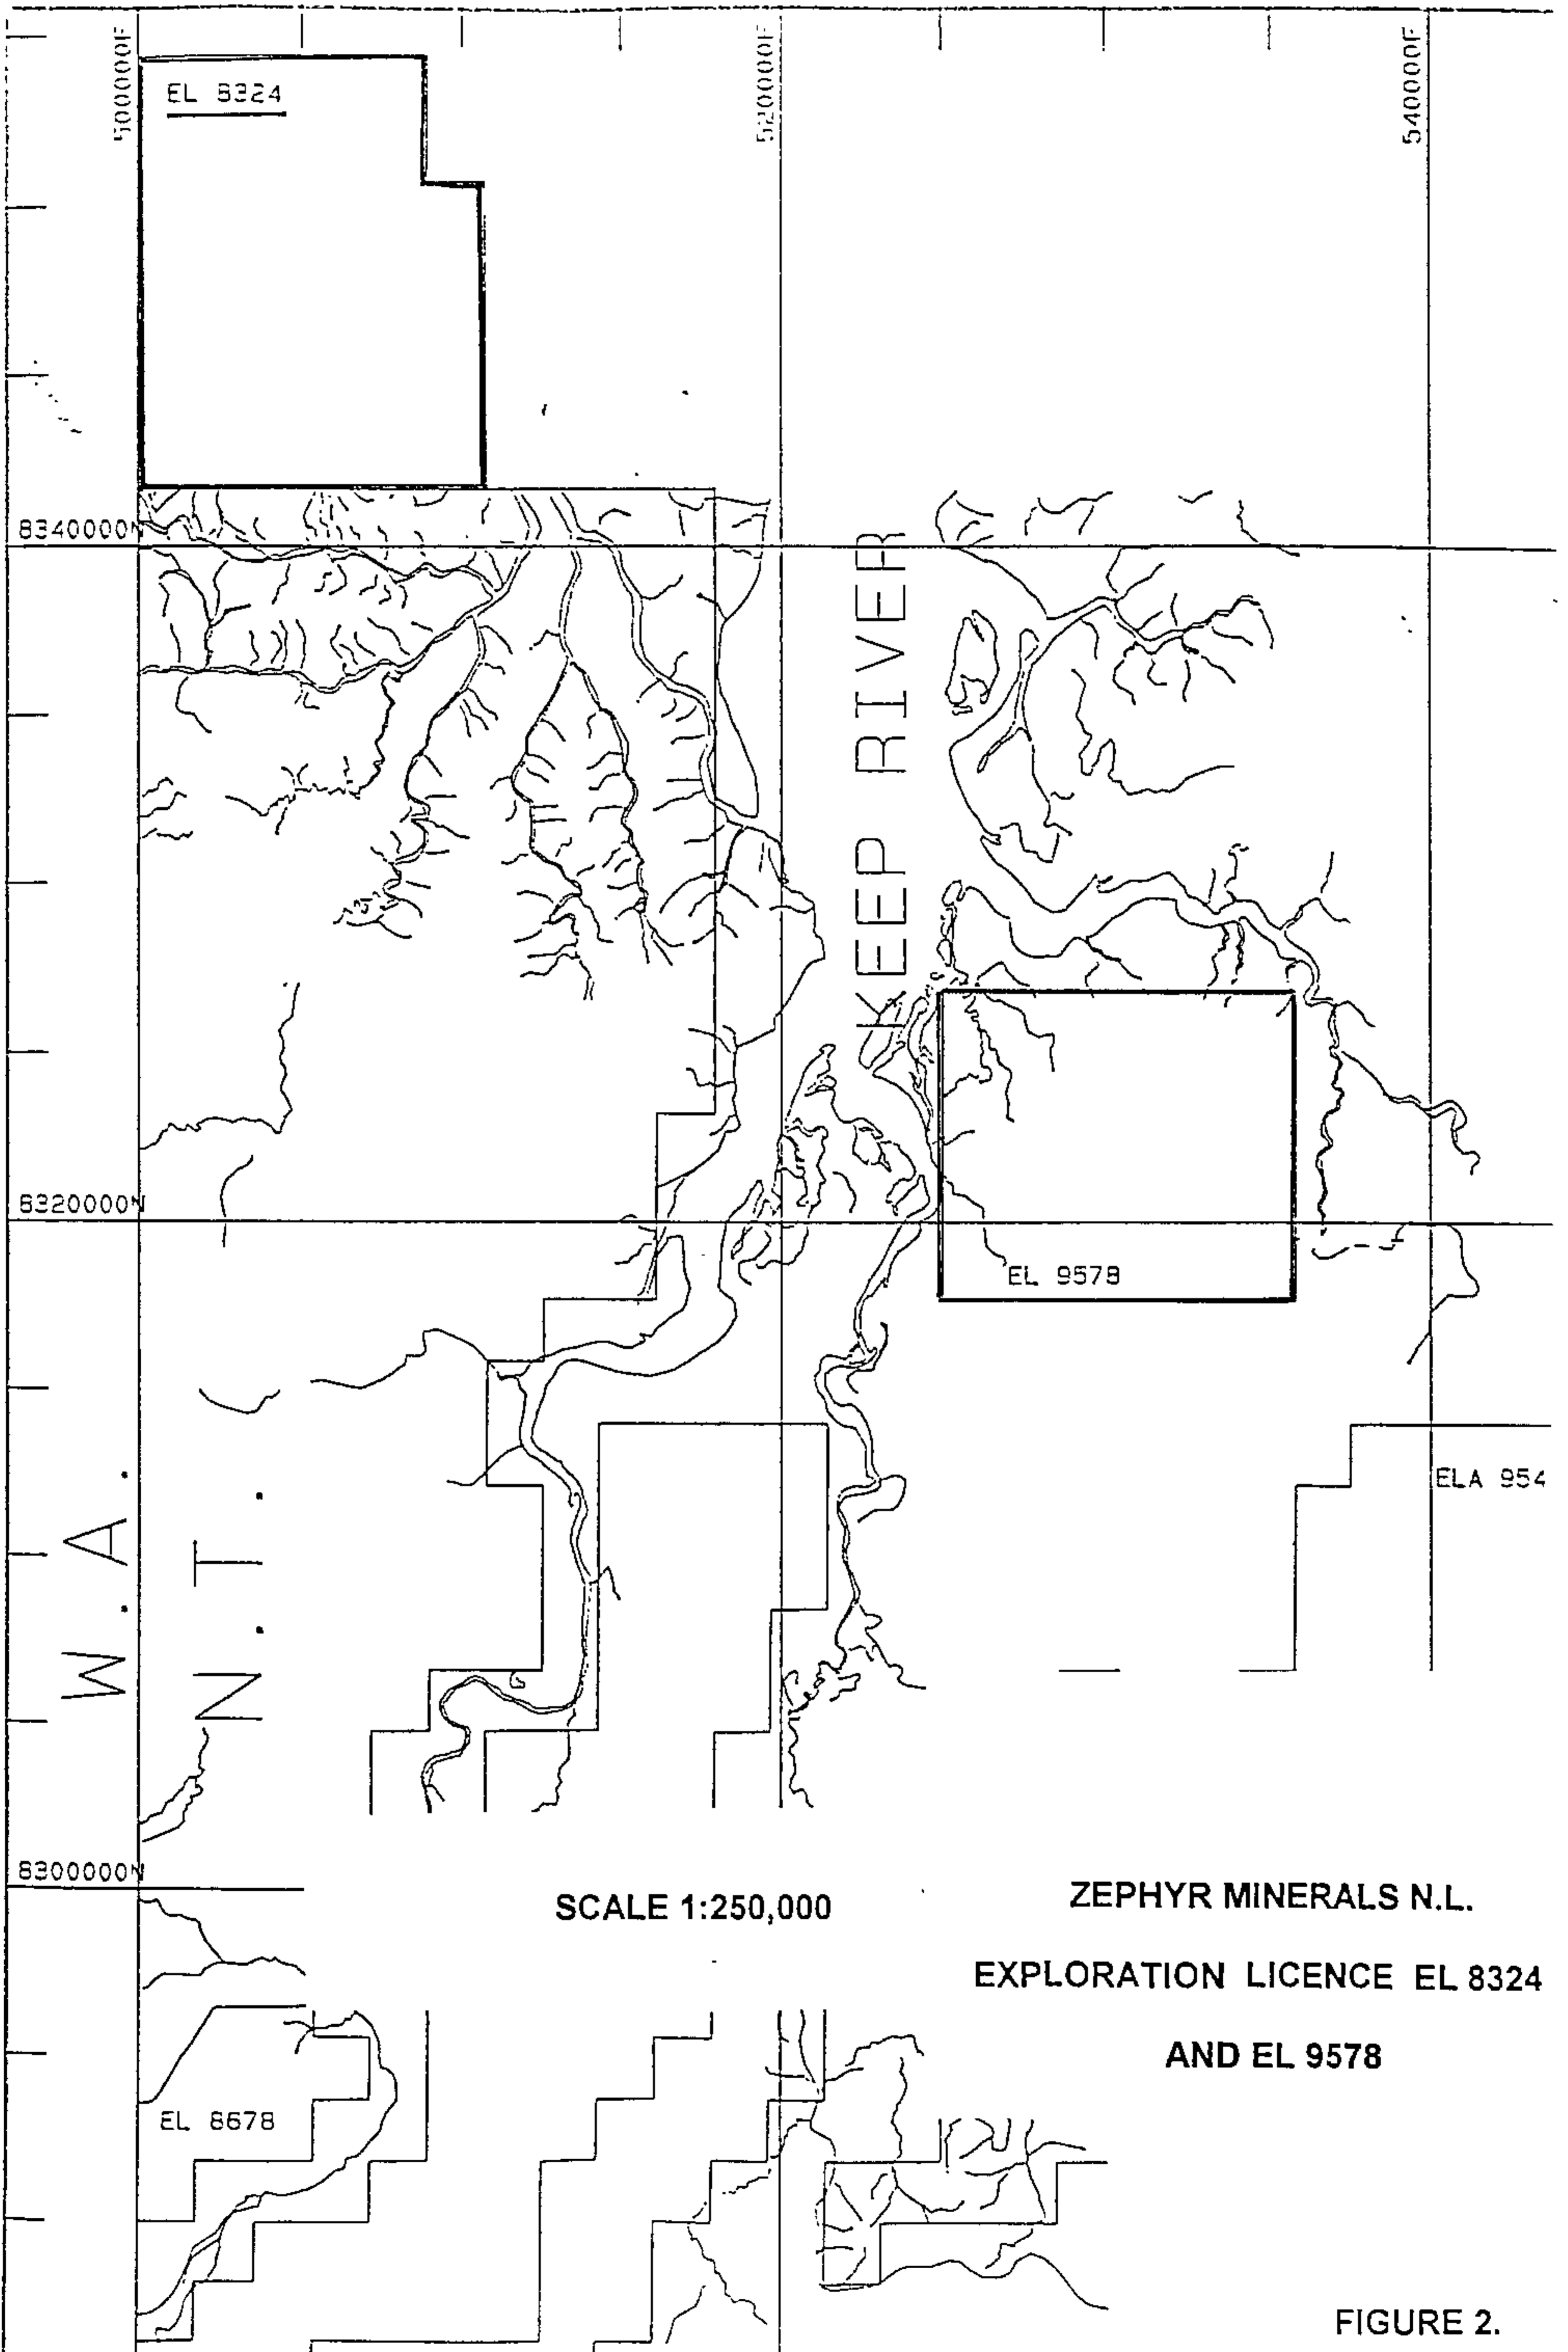 500000E
520000E
540000E
EL 8324
8340000N
KEEP RIVER
8320000N
EL 9578
W.A.
N.T.
ELA 954
8300000N
SCALE 1:250,000
ZEPHYR MINERALS N.L.
EXPLORATION LICENCE EL 8324
AND EL 9578
EL 8678
FIGURE 2.